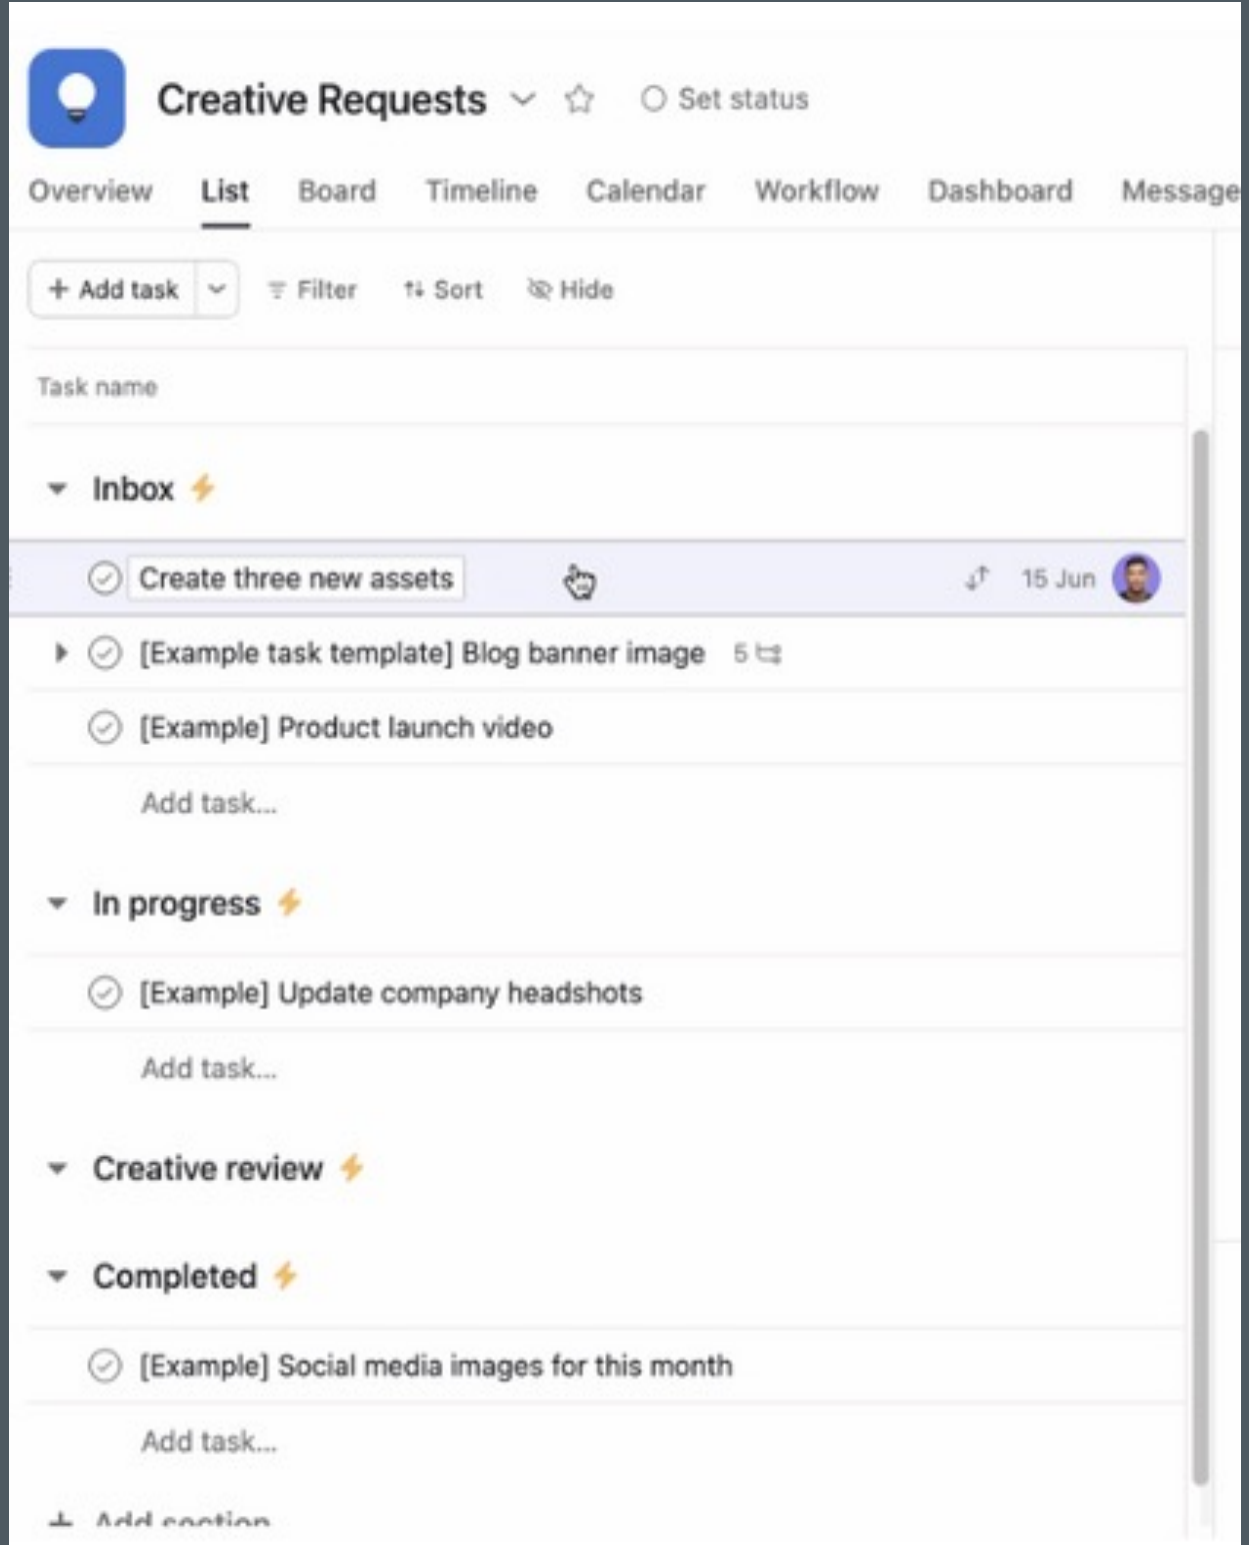 Creative Requests Set status
Overview List Board Timeline Calendar Workflow Dashboard Message
+ Add task Filter Sort Hide
Task name
Inbox
Create three new assets 15 Jun
[Example task template] Blog banner image 5
[Example] Product launch video
Add task...
In progress
[Example] Update company headshots
Add task...
Creative review
Completed
[Example] Social media images for this month
Add task...
+ Add section